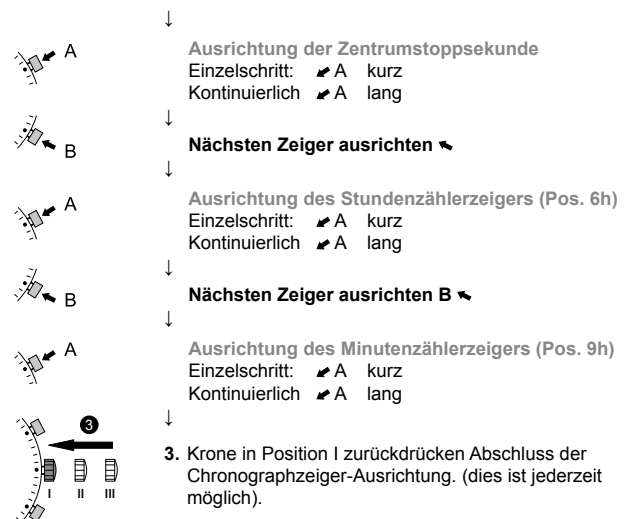 ↓
A
Ausrichtung der Zentrumstoppsekunde
Einzelschritt: ↙ A kurz
Kontinuierlich ↙ A lang
↓
B
Nächsten Zeiger ausrichten ↖
↓
A
Ausrichtung des Stundenzählerzeigers (Pos. 6h)
Einzelschritt: ↙ A kurz
Kontinuierlich ↙ A lang
↓
B
Nächsten Zeiger ausrichten B ↖
↓
A
Ausrichtung des Minutenzählerzeigers (Pos. 9h)
Einzelschritt: ↙ A kurz
Kontinuierlich ↙ A lang
↓
3
I II III
3. Krone in Position I zurückdrücken Abschluss der
Chronographzeiger-Ausrichtung. (dies ist jederzeit
möglich).